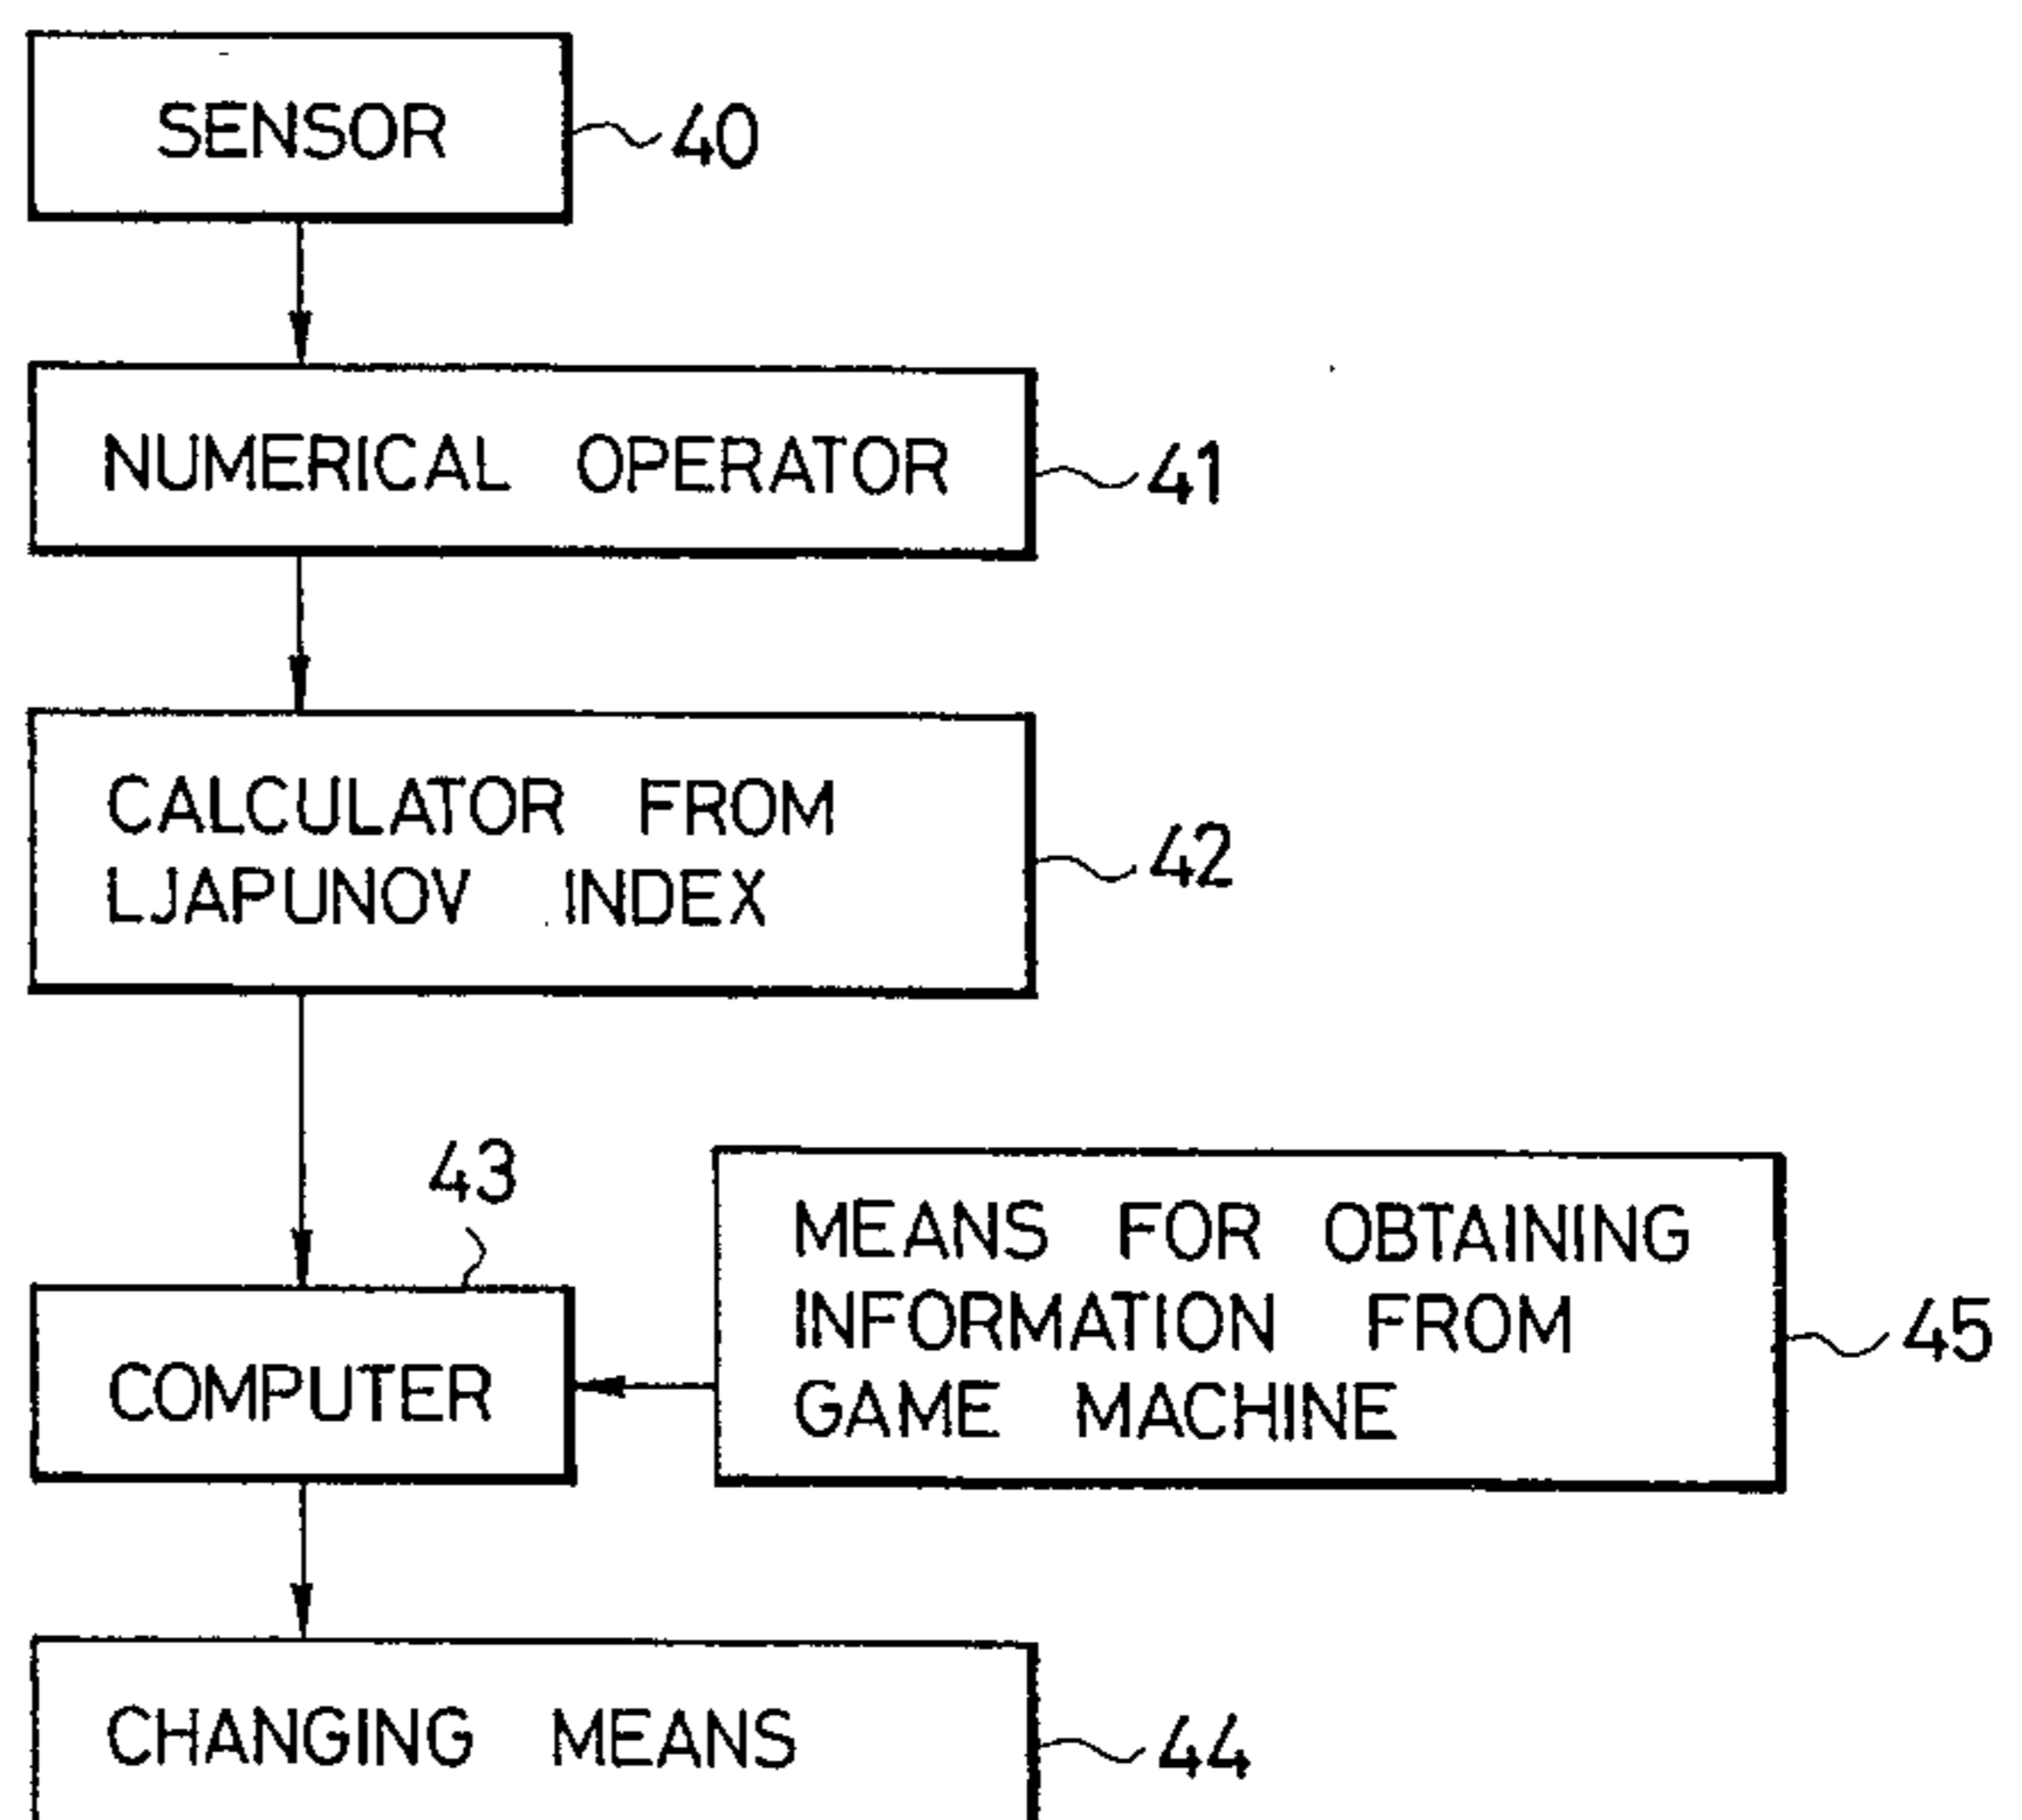 SENSOR
40
NUMERICAL OPERATOR
41
CALCULATOR FROM
LJAPUNOV INDEX
42
43
COMPUTER
MEANS FOR OBTAINING
INFORMATION FROM
GAME MACHINE
45
CHANGING MEANS
44